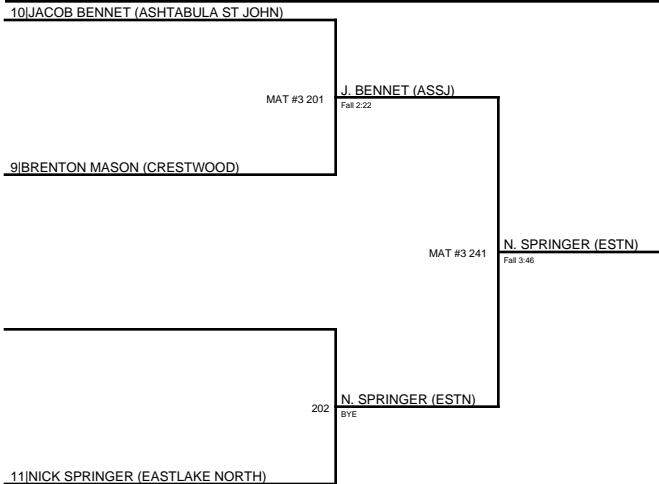 10|JACOB BENNET (ASHTABULA ST JOHN)
MAT #3 201
J. BENNET (ASSJ)
Fall 2:22
9|BRENTON MASON (CRESTWOOD)
MAT #3 241
N. SPRINGER (ESTN)
Fall 3:46
202
N. SPRINGER (ESTN)
BYE
11|NICK SPRINGER (EASTLAKE NORTH)